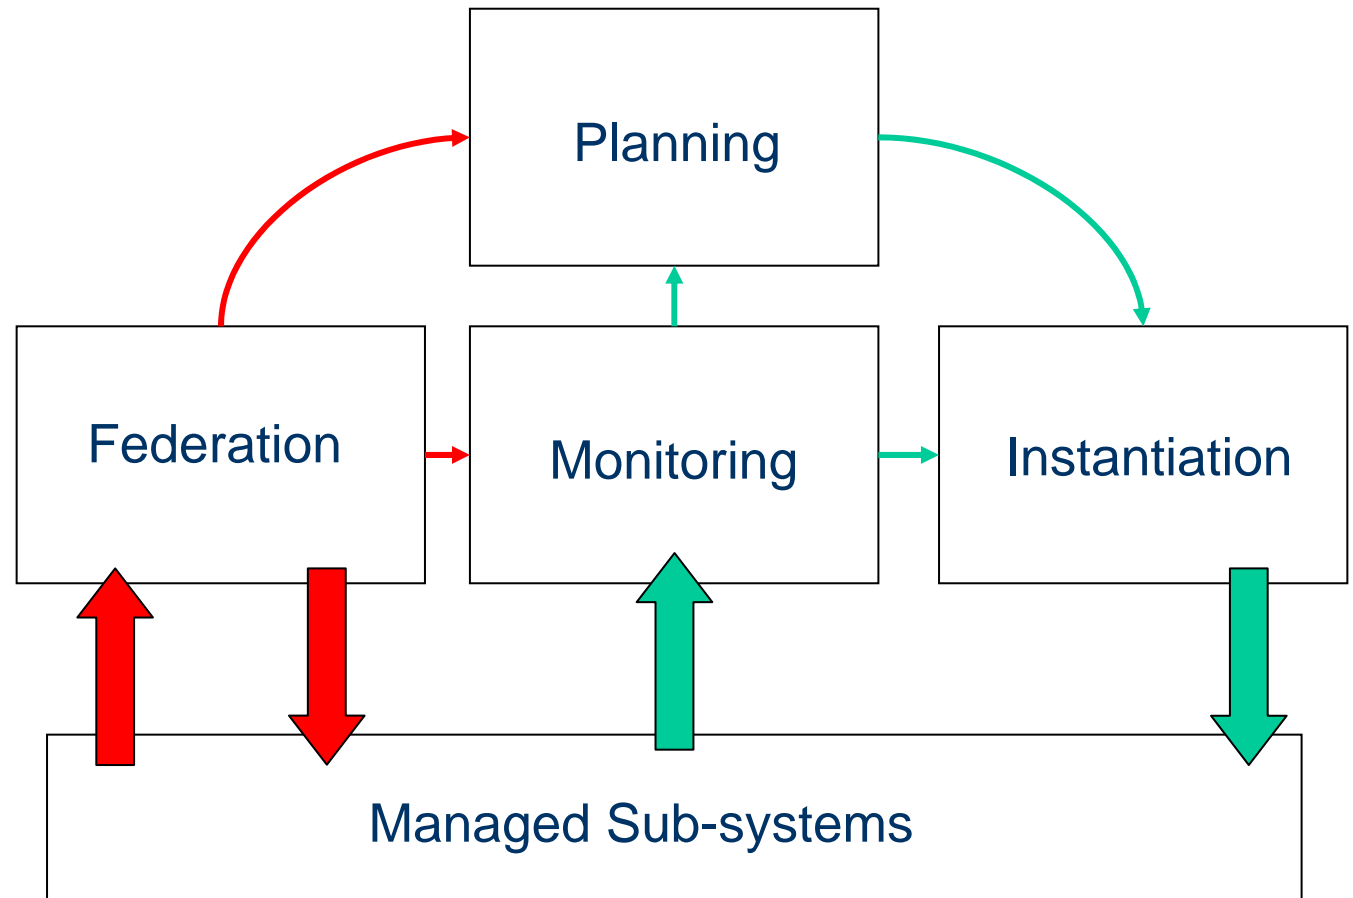 Planning
Federation
Monitoring
Instantiation
Managed Sub-systems